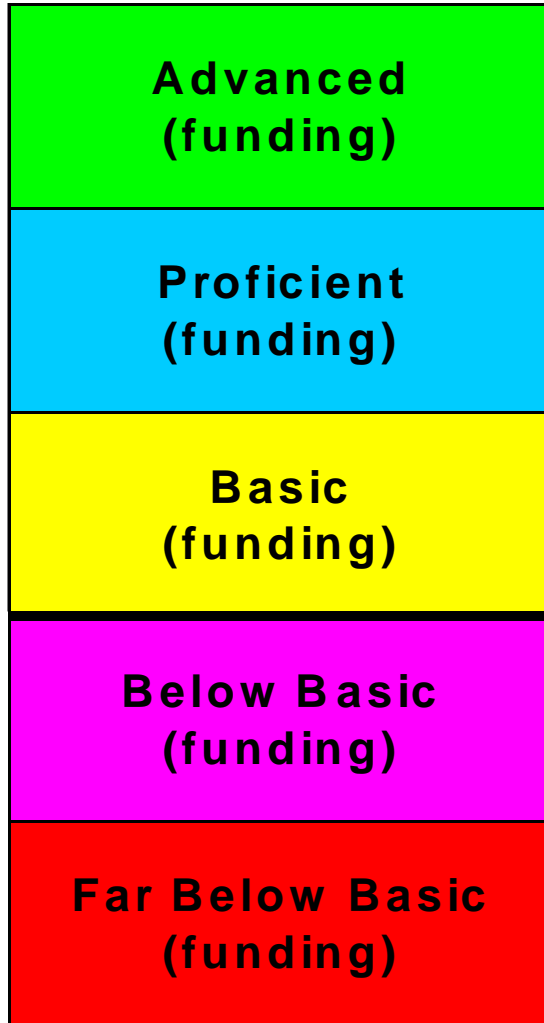 Advanced
(funding)
Proficient
(funding)
Basic
(funding)
Below Basic
(funding)
Far Below Basic
(funding)